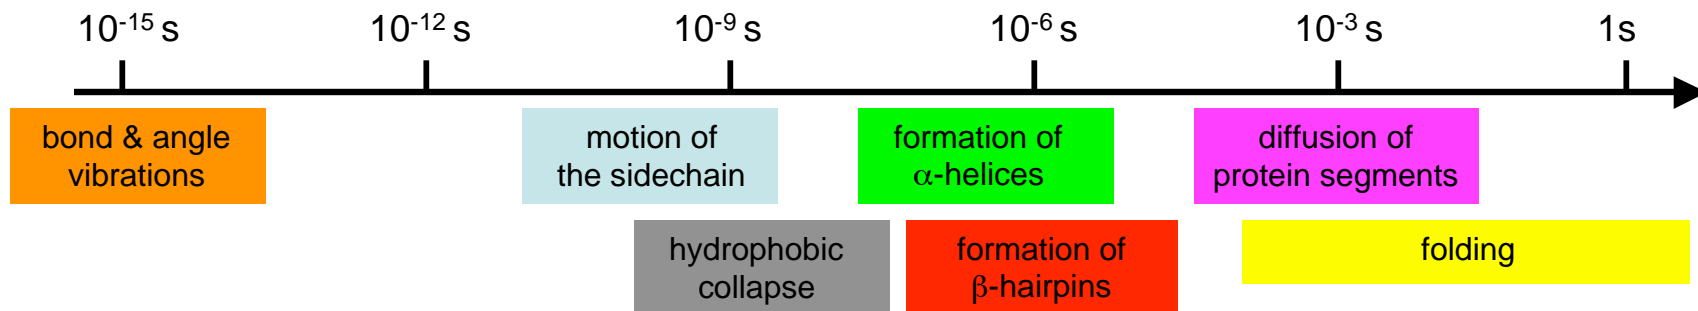 10-15 s 10-12 s 10-9 s 10-6 s 10-3 s 1s
bond & angle
vibrations
motion of
the sidechain
formation of
α-helices
diffusion of
protein segments
hydrophobic
collapse
formation of
β-hairpins
folding